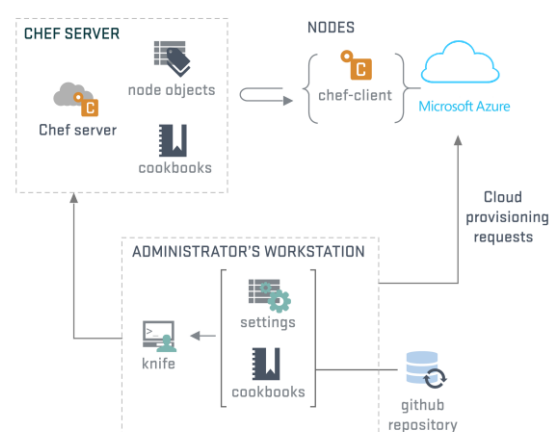 CHEF SERVER
node objects
Chef server
cookbooks
NODES
chef-client
Microsoft Azure
Cloud
provisioning
requests
ADMINISTRATOR'S WORKSTATION
settings
knife
cookbooks
github
repository